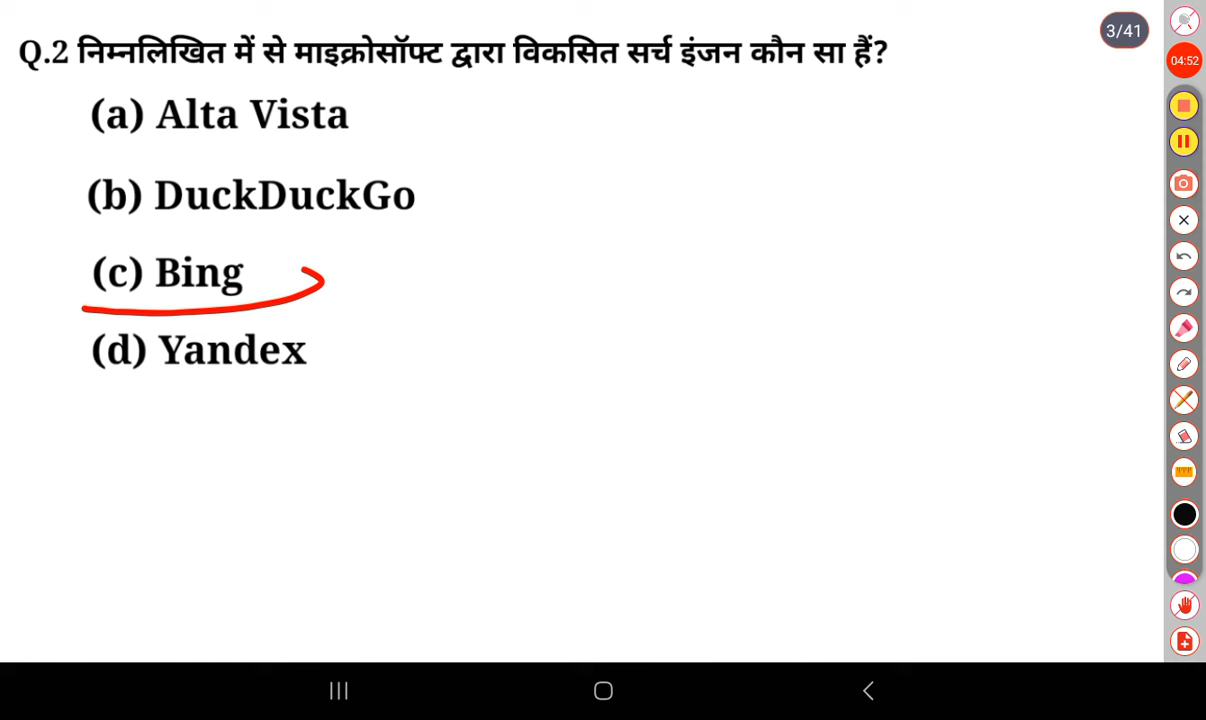 Q.2 निम्नलिखित में से माइक्रोसॉफ्ट द्वारा विकसित सर्च इंजन कौन सा हैं?
3/41
04:52
(a) Alta Vista
(b) DuckDuckGo
(c) Bing
(d) Yandex